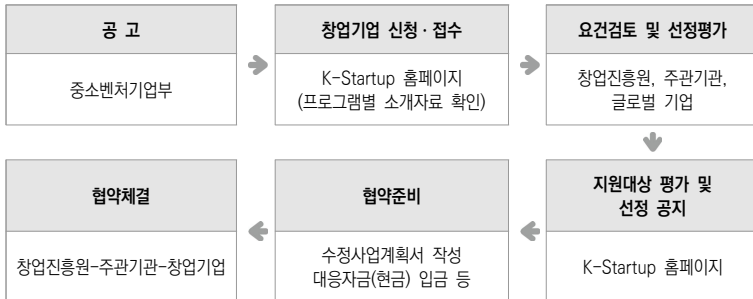 공 고
중소벤처기업부
창업기업 신청·접수
K-Startup 홈페이지
(프로그램별 소개자료 확인)
요건검토 및 선정평가
창업진흥원, 주관기관,
글로벌 기업
지원대상 평가 및
선정 공지
K-Startup 홈페이지
협약준비
수정사업계획서 작성
대응자금(현금) 입금 등
협약체결
창업진흥원-주관기관-창업기업